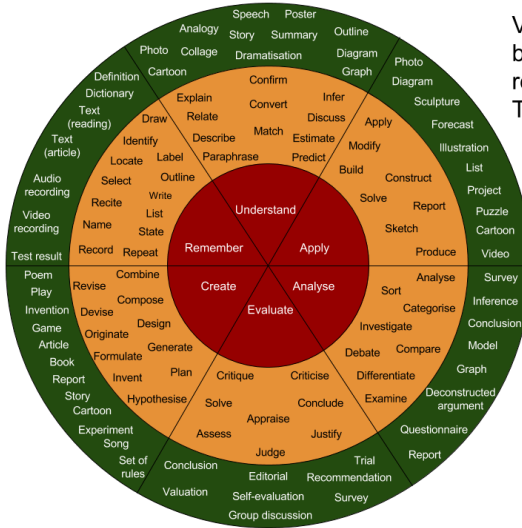 Speech
Poster
Analogy
Story
Summary
Outline
Photo
Collage
Dramatisation
Diagram
Cartoon
Graph
Confirm
Explain
Convert
Infer
Relate
Discuss
Describe
Match
Estimate
Paraphrase
Predict
Understand
Photo
Diagram
Sculpture
Forecast
Illustration
List
Project
Puzzle
Cartoon
Video
Apply
Modify
Build
Construct
Solve
Report
Sketch
Produce
Apply
Survey
Inference
Conclusion
Model
Graph
Deconstructed
argument
Questionnaire
Report
Analyse
Sort
Categorise
Investigate
Debate
Compare
Differentiate
Examine
Analyse
Evaluate
Critique
Criticise
Solve
Conclude
Appraise
Assess
Justify
Judge
Conclusion
Trial
Editorial
Recommendation
Valuation
Self-evaluation
Survey
Group discussion
Create
Combine
Revise
Compose
Devise
Design
Originate
Generate
Formulate
Plan
Invent
Hypothesise
Poem
Play
Invention
Game
Article
Book
Report
Story
Cartoon
Experiment
Song
Set of
rules
Remember
Draw
Identify
Label
Locate
Outline
Select
Write
Recite
List
Name
State
Record
Repeat
Definition
Dictionary
Text
(reading)
Text
(article)
Audio
recording
Video
recording
Test result